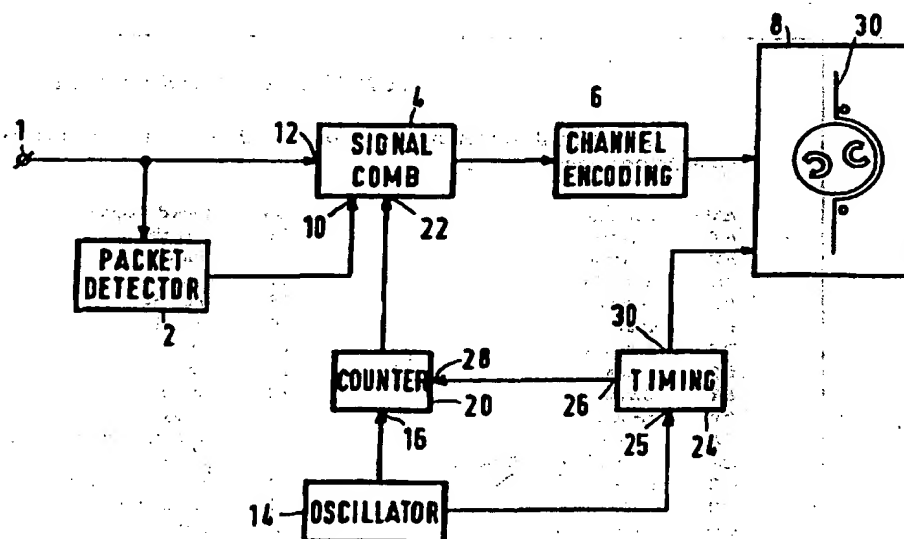 8
30
4
6
1
12
SIGNAL
COMB
CHANNEL
ENCODING
10
22
PACKET
DETECTOR
2
30
28
COUNTER
20
26
TIMING
16
25
24
14
OSCILLATOR